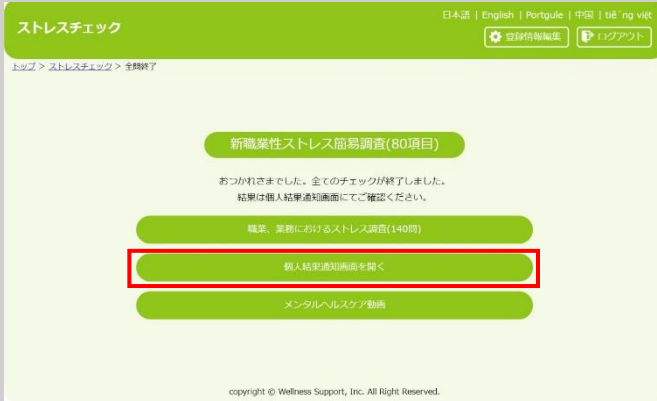 ストレスチェック
日本語 | English | Portgule | 中国 | tiê´ng việt
登録情報編集 ログアウト
トップ > ストレスチェック > 全問終了
新職業性ストレス簡易調査(80項目)
おつかれさまでした。全てのチェックが終了しました。
結果は個人結果通知画面にてご確認ください。
職業、業務におけるストレス調査(140問)
個人結果通知画面を開く
メンタルヘルスケア動画
copyright © Wellness Support, Inc. All Right Reserved.